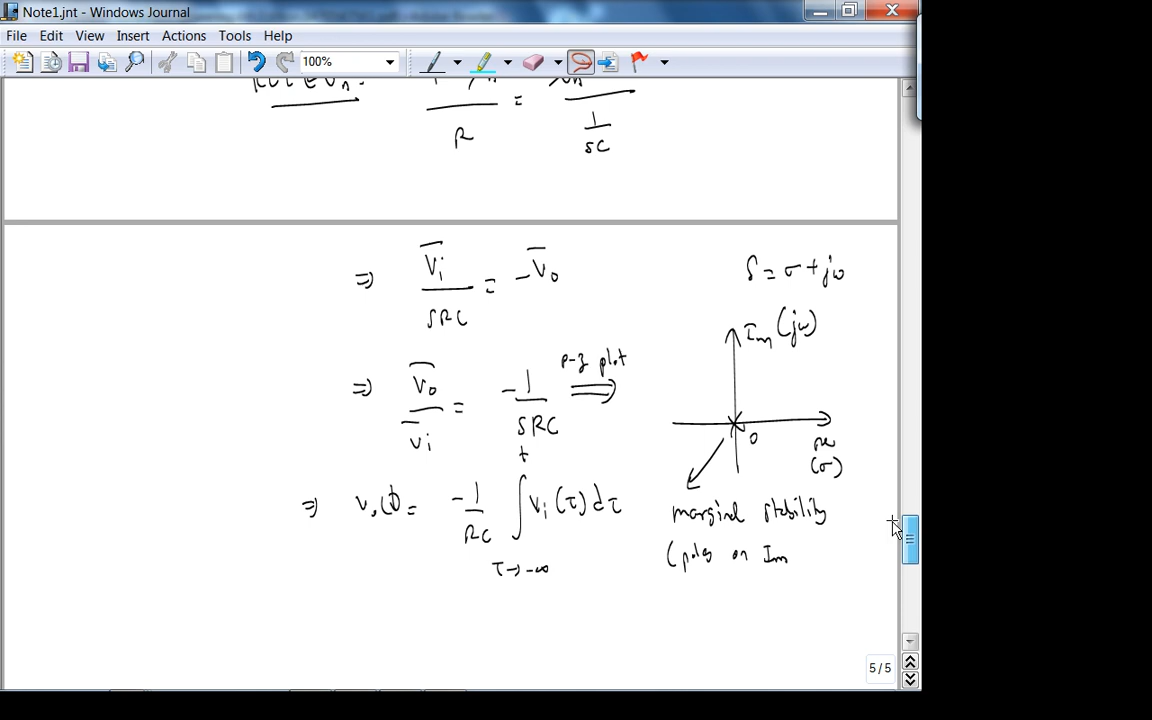 Note1.jnt - Windows Journal
File Edit View Insert Actions Tools Help
100%
R = 1/sC
⇒ V̅i/SRC = -V̅o
S = σ + jω
Im (jω)
⇒ V̅o/V̅i = -1/SRC
p-z plot
0
Re
(σ)
⇒ vo(t) = -1/RC ∫ vi(τ) dτ
t
τ→-∞
marginal stability
(poles on Im
5 / 5